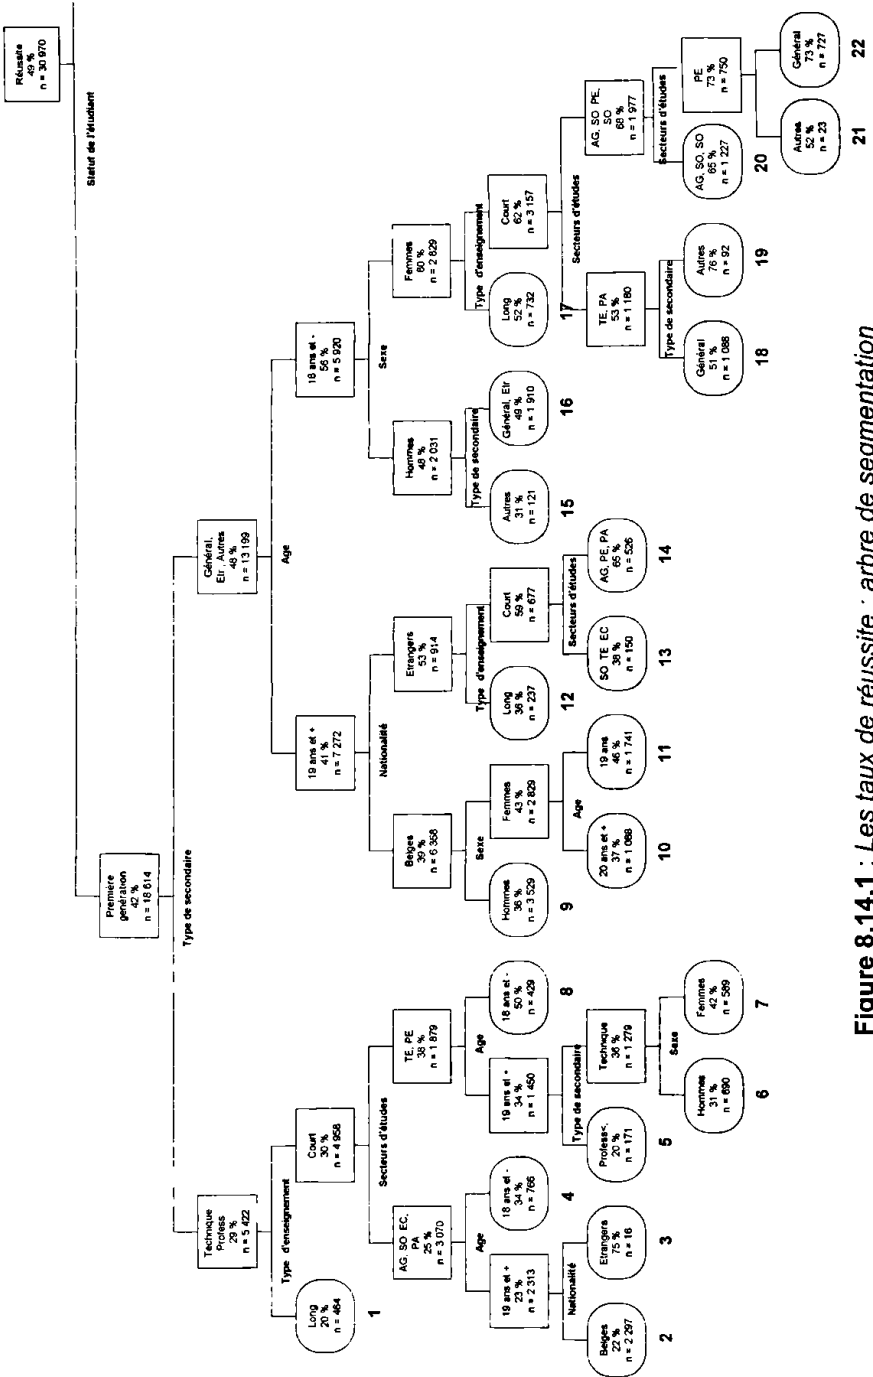 Réussite
49 %
n = 30 970
Statut de l'étudiant
Première
génération
42 %
n = 18 614
Type de secondaire
Technique
Profess
29 %
n = 5 422
Type d'enseignement
Général,
Etr, Autres
48 %
n = 13 199
Age
Long
20 %
n = 464
1
Court
30 %
n = 4 958
Secteurs d'études
19 ans et +
41 %
n = 7 272
Nationalité
18 ans et -
56 %
n = 5 920
Sexe
AG, SO, EC,
PA
25 %
n = 3 070
Age
TE, PE
38 %
n = 1 879
Age
Belges
39 %
n = 6 358
Sexe
Etrangers
53 %
n = 914
Type d'enseignement
Hommes
48 %
n = 2 031
Type de secondaire
Femmes
60 %
n = 2 829
Type d'enseignement
19 ans et +
23 %
n = 2 313
Nationalité
18 ans et -
34 %
n = 766
4
19 ans et +
34 %
n = 1 450
Type de secondaire
18 ans et -
50 %
n = 429
8
Hommes
36 %
n = 3 529
9
Femmes
43 %
n = 2 829
Age
Long
36 %
n = 237
12
Court
59 %
n = 677
Secteurs d'études
Autres
31 %
n = 121
15
Général, Etr
49 %
n = 1 910
16
Long
52 %
n = 732
17
Court
62 %
n = 3 157
Secteurs d'études
Belges
22 %
n = 2 297
2
Etrangers
75 %
n = 16
3
Profess<,
20 %
n = 171
5
Technique
36 %
n = 1 279
Sexe
20 ans et +
37 %
n = 1 088
10
19 ans
46 %
n = 1 741
11
SO, TE, EC
38 %
n = 150
13
AG, PE, PA
65 %
n = 526
14
TE, PA
53 %
n = 1 180
Type de secondaire
AG, SO, PE,
SO
68 %
n = 1 977
Secteurs d'études
Hommes
31 %
n = 690
6
Femmes
42 %
n = 589
7
Général
51 %
n = 1 088
18
Autres
76 %
n = 92
19
AG, SO, SO
65 %
n = 1 227
20
PE
73 %
n = 750
Autres
52 %
n = 23
21
Général
73 %
n = 727
22
Figure 8.14.1 : Les taux de réussite : arbre de segmentation